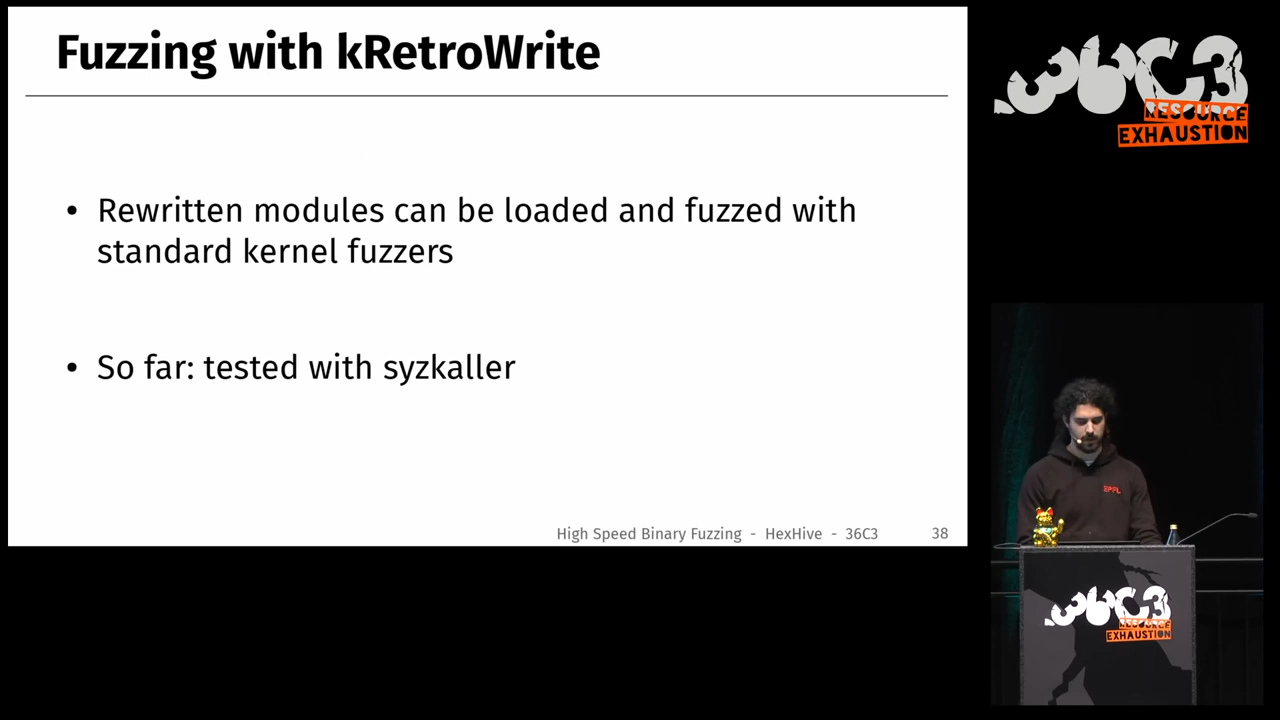 Fuzzing with kRetroWrite
• Rewritten modules can be loaded and fuzzed with
standard kernel fuzzers
• So far: tested with syzkaller
High Speed Binary Fuzzing - HexHive - 36C3 38
36C3
RESOURCE
EXHAUSTION
EPFL
36C3
RESOURCE
EXHAUSTION